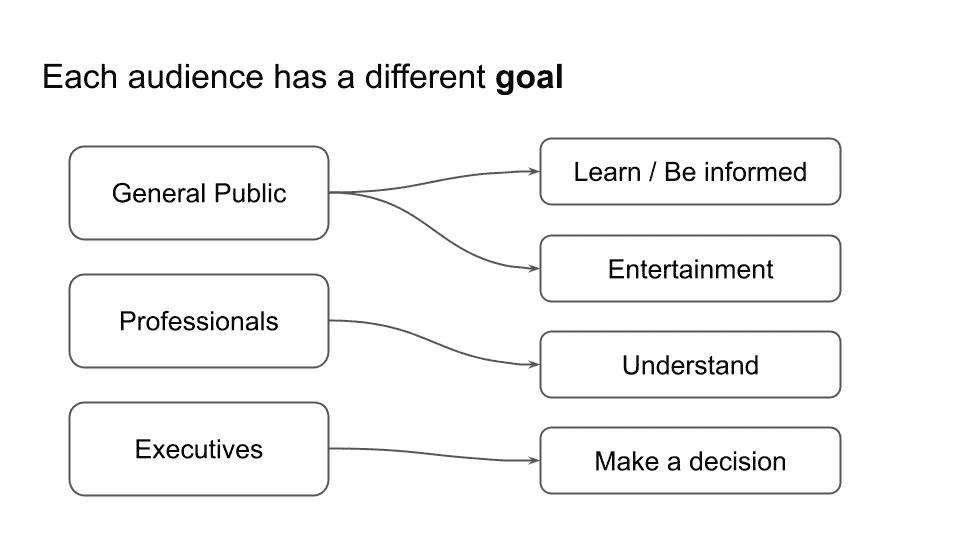 Each audience has a different goal
General Public
Professionals
Executives
Learn / Be informed
Entertainment
Understand
Make a decision